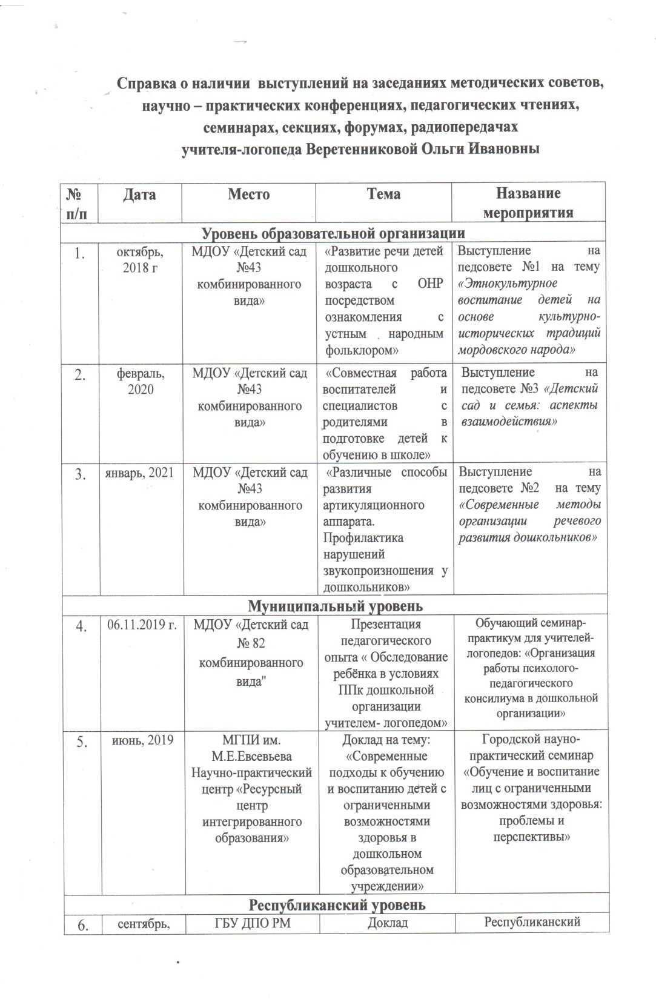 Справка о наличии выступлений на заседаниях методических советов,
научно – практических конференциях, педагогических чтениях,
семинарах, секциях, форумах, радиопередачах
учителя-логопеда Веретенниковой Ольги Ивановны
№
п/п
Дата
Место
Тема
Название
мероприятия
Уровень образовательной организации
1.
октябрь,
2018 г
МДОУ «Детский сад
№43
комбинированного
вида»
«Развитие речи детей
дошкольного
возраста с ОНР
посредством
ознакомления с
устным народным
фольклором»
Выступление на
педсовете №1 на тему
«Этнокультурное
воспитание детей на
основе культурно-
исторических традиций
мордовского народа»
2.
февраль,
2020
МДОУ «Детский сад
№43
комбинированного
вида»
«Совместная работа
воспитателей и
специалистов с
родителями в
подготовке детей к
обучению в школе»
Выступление на
педсовете №3 «Детский
сад и семья: аспекты
взаимодействия»
3.
январь, 2021
МДОУ «Детский сад
№43
комбинированного
вида»
«Различные способы
развития
артикуляционного
аппарата.
Профилактика
нарушений
звукопроизношения у
дошкольников»
Выступление на
педсовете №2 на тему
«Современные методы
организации речевого
развития дошкольников»
Муниципальный уровень
4.
06.11.2019 г.
МДОУ «Детский сад
№ 82
комбинированного
вида"
Презентация
педагогического
опыта « Обследование
ребёнка в условиях
ППк дошкольной
организации
учителем- логопедом»
Обучающий семинар-
практикум для учителей-
логопедов: «Организация
работы психолого-
педагогического
консилиума в дошкольной
организации»
5.
июнь, 2019
МГПИ им.
М.Е.Евсевьева
Научно-практический
центр «Ресурсный
центр
интегрированного
образования»
Доклад на тему:
«Современные
подходы к обучению
и воспитанию детей с
ограниченными
возможностями
здоровья в
дошкольном
образовательном
учреждении»
Городской науно-
практический семинар
«Обучение и воспитание
лиц с ограниченными
возможностями здоровья:
проблемы и
перспективы»
Республиканский уровень
6.
сентябрь,
ГБУ ДПО РМ
Доклад
Республиканский